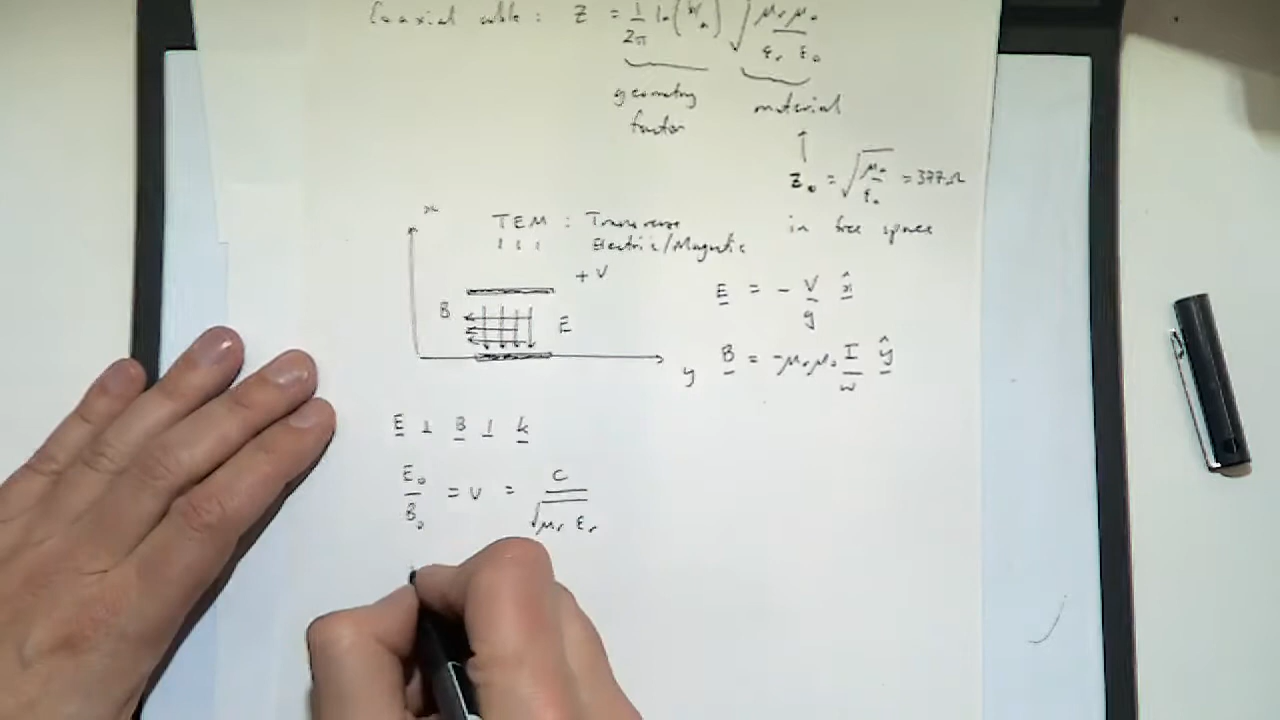 Coaxial cable : Z = 1/2π ln(b/a) √(μr μ0 / εr ε0)
geometry factor
material
Z0 = √(μ0/ε0) = 377Ω
in free space
x
TEM : Transverse
Electric/Magnetic
+V
B
E
y
E = - V/g x̂
B = -μr μ0 I/w ŷ
E ⊥ B ⊥ k
E0/B0 = v = c/√(μr εr)